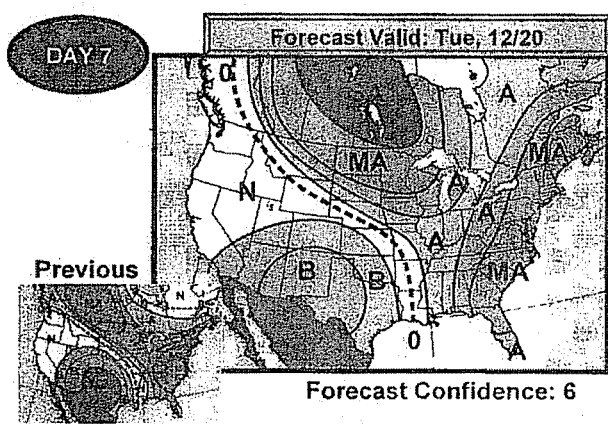 DAY 7
Forecast Valid: Tue, 12/20
0
A
MA
MA
A
N
A
A
B
B
MA
0
A
Previous
N
N
Forecast Confidence: 6